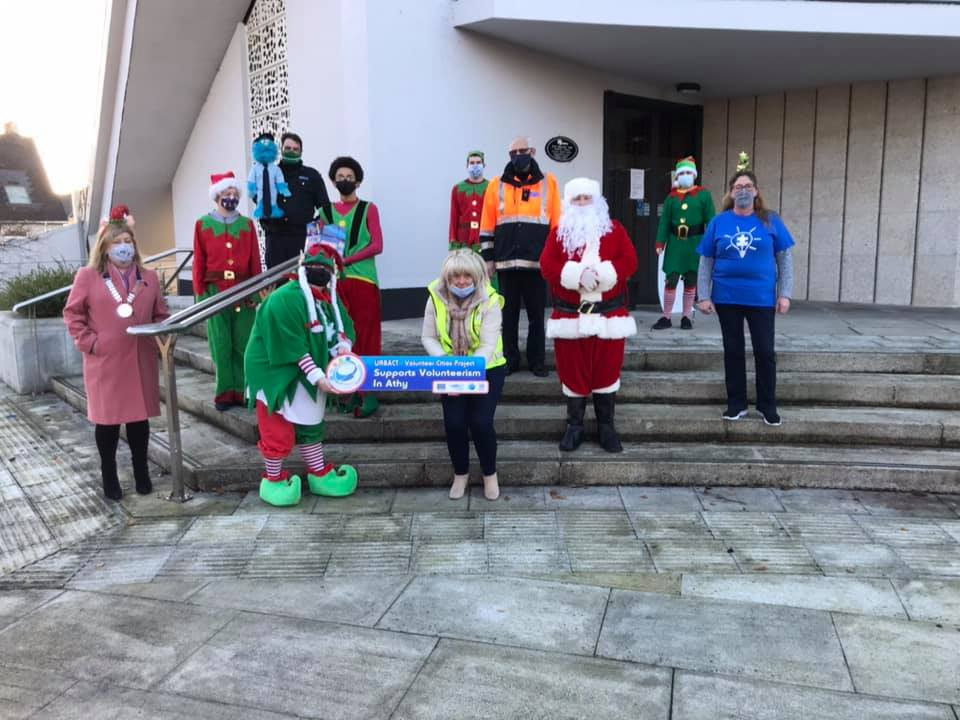 URBACT - Volunteer Cities Project
Supports Volunteerism
In Athy